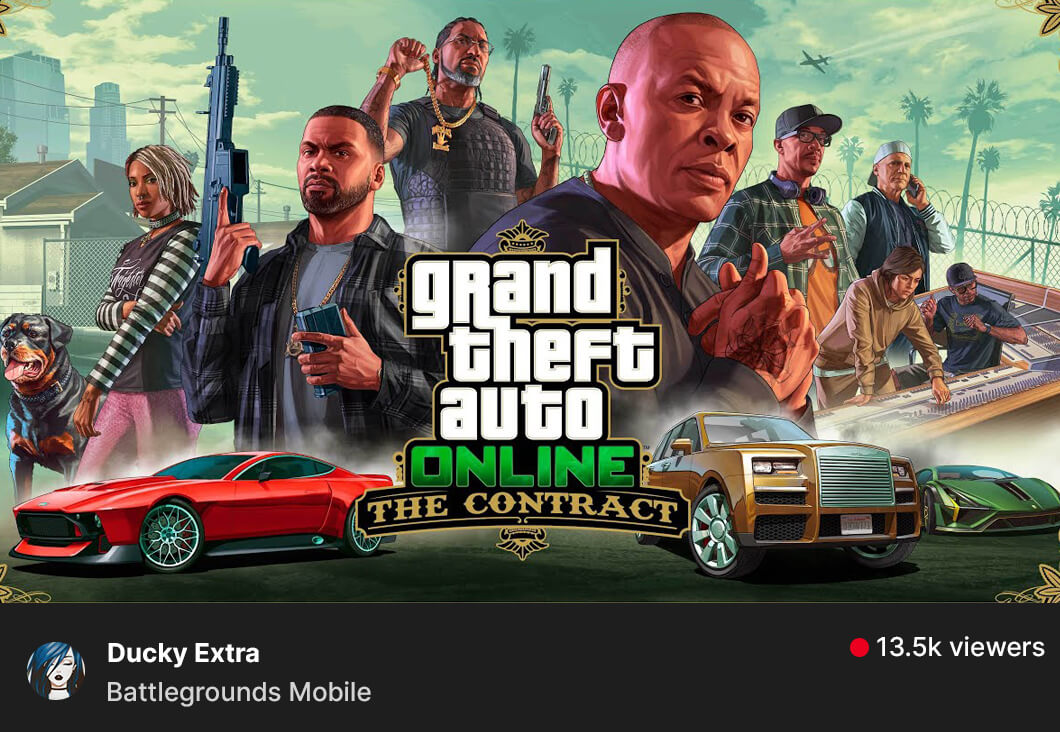 grand
theft
auto
ONLINE
THE CONTRACT
Ducky Extra
Battlegrounds Mobile
13.5k viewers